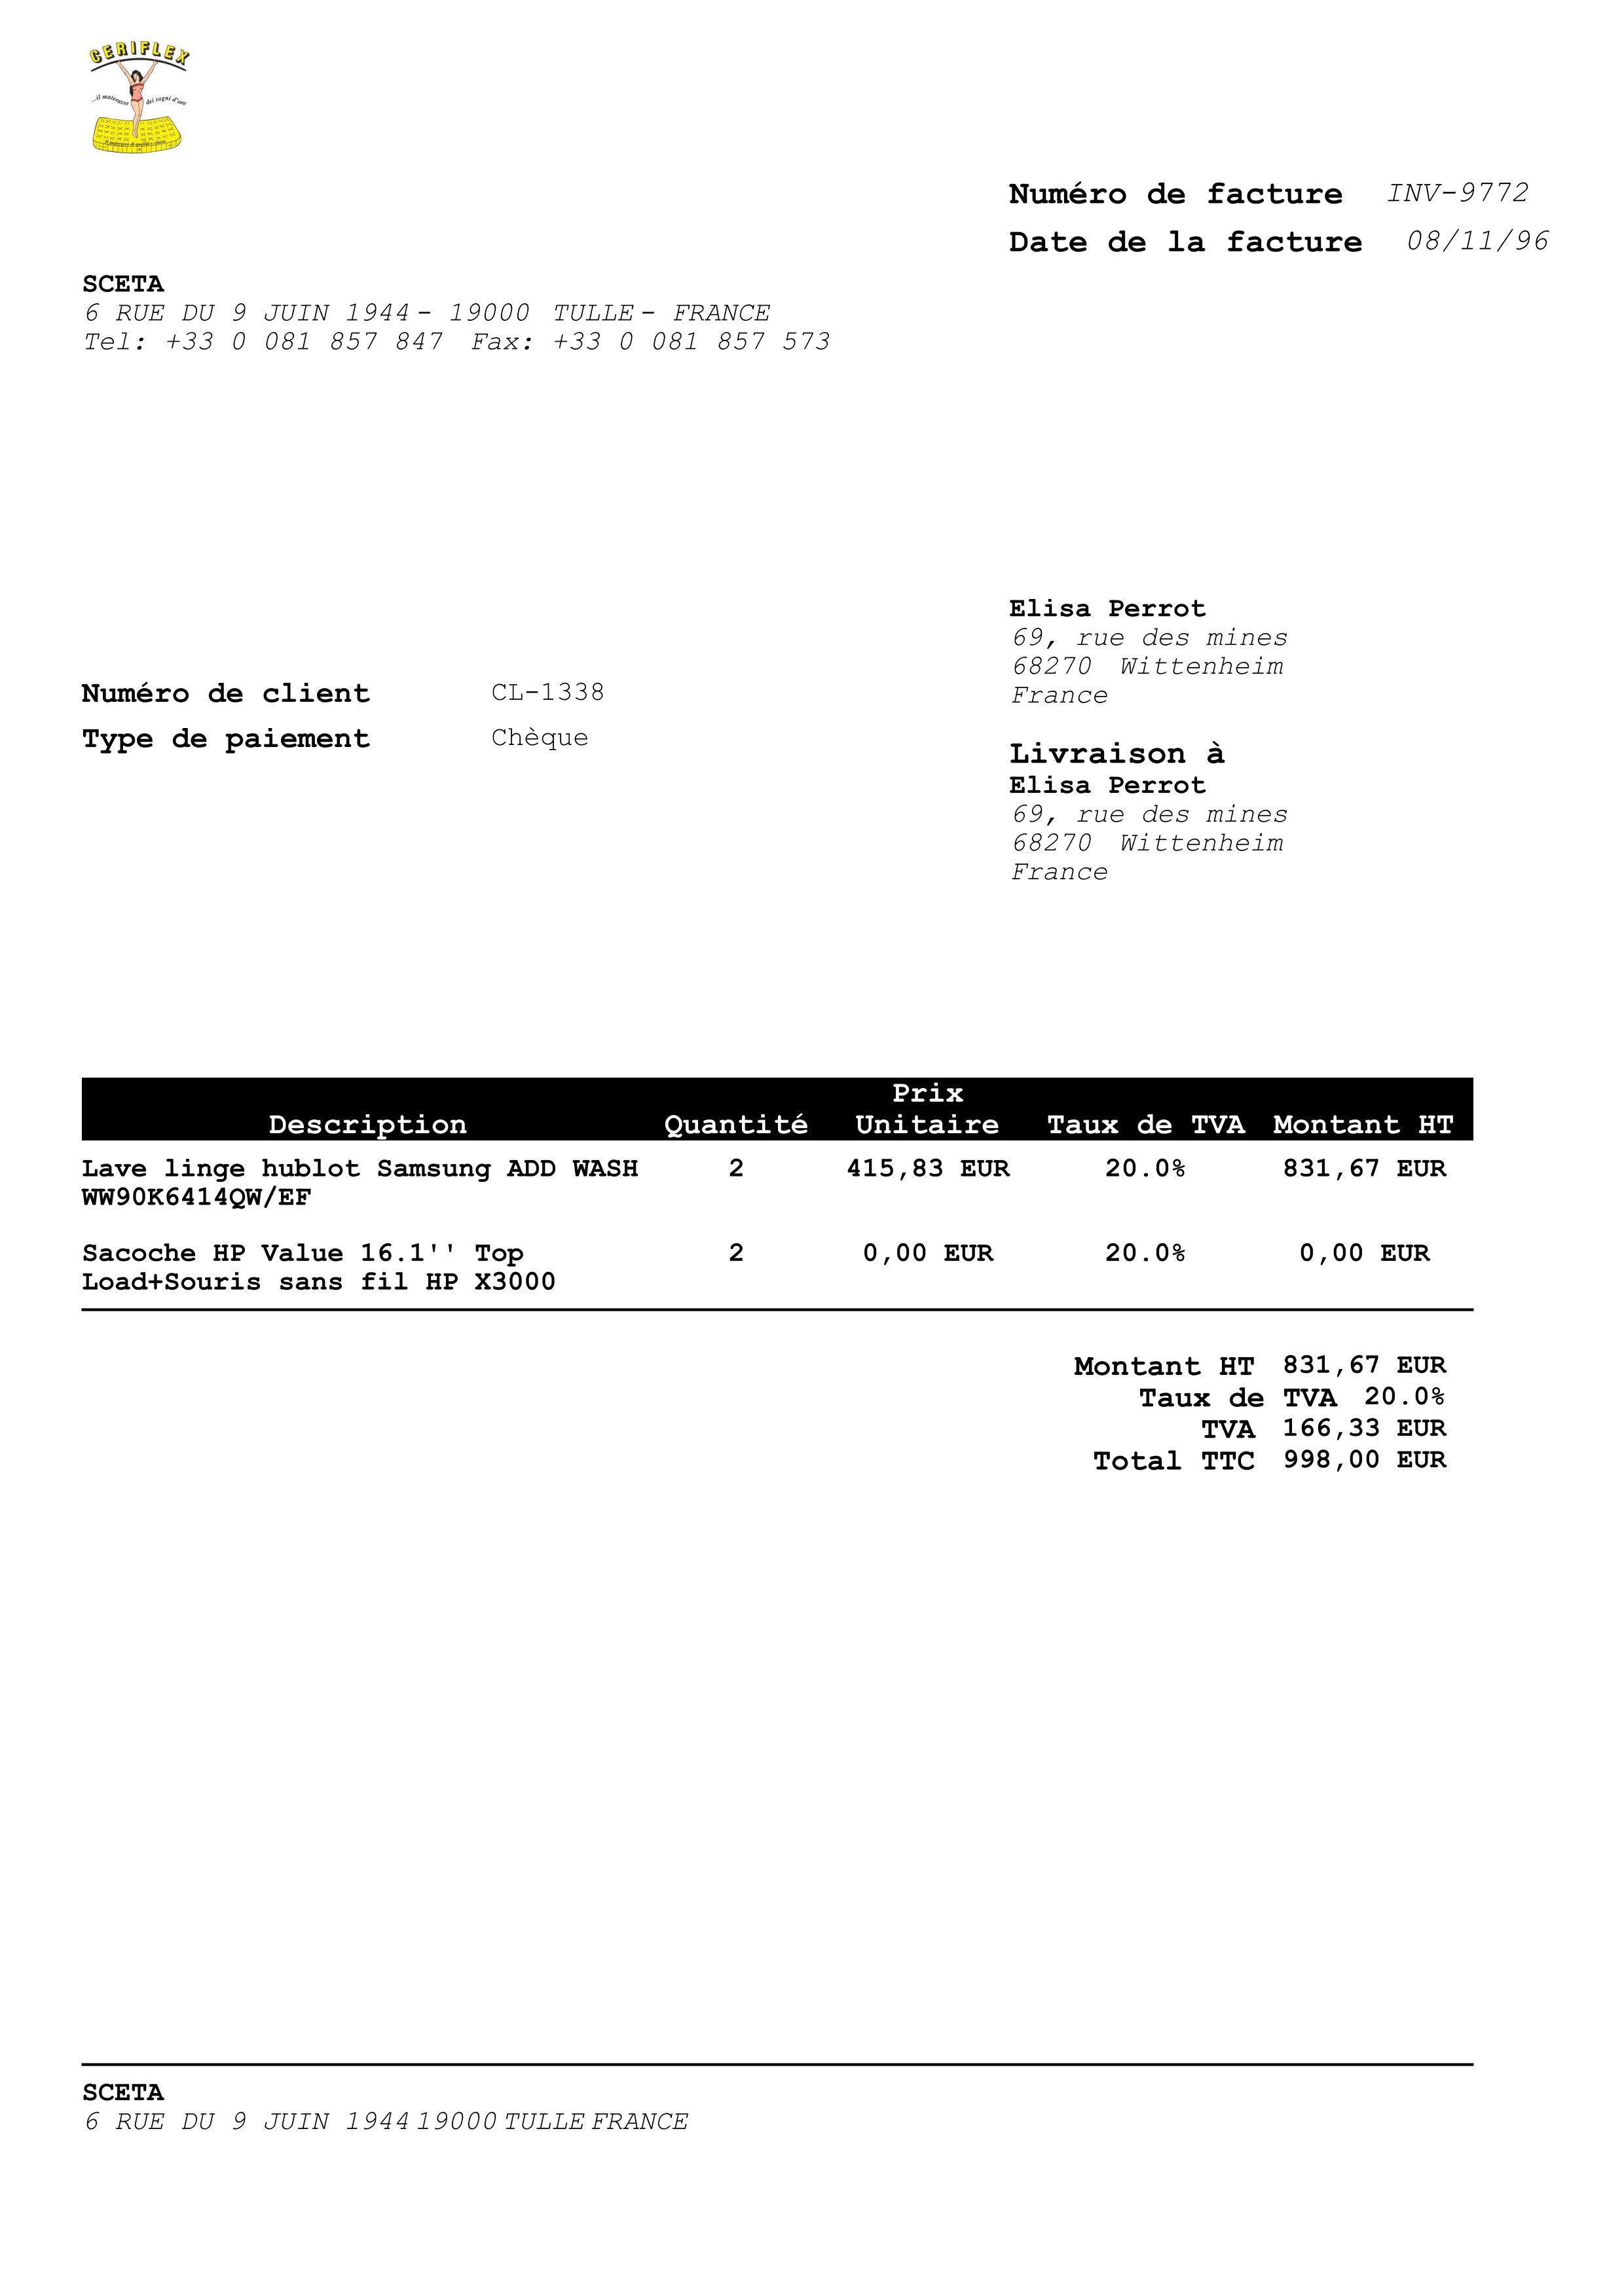 CERIFLEX
...il materasso dei sogni d'oro
Numéro de facture INV-9772
Date de la facture 08/11/96
SCETA
6 RUE DU 9 JUIN 1944 - 19000 TULLE - FRANCE
Tel: +33 0 081 857 847 Fax: +33 0 081 857 573
Elisa Perrot
69, rue des mines
68270 Wittenheim
France
Numéro de client CL-1338
Type de paiement Chèque
Livraison à
Elisa Perrot
69, rue des mines
68270 Wittenheim
France
Prix
Description Quantité Unitaire Taux de TVA Montant HT
Lave linge hublot Samsung ADD WASH 2 415,83 EUR 20.0% 831,67 EUR
WW90K6414QW/EF
Sacoche HP Value 16.1'' Top 2 0,00 EUR 20.0% 0,00 EUR
Load+Souris sans fil HP X3000
Montant HT 831,67 EUR
Taux de TVA 20.0%
TVA 166,33 EUR
Total TTC 998,00 EUR
SCETA
6 RUE DU 9 JUIN 1944 19000 TULLE FRANCE